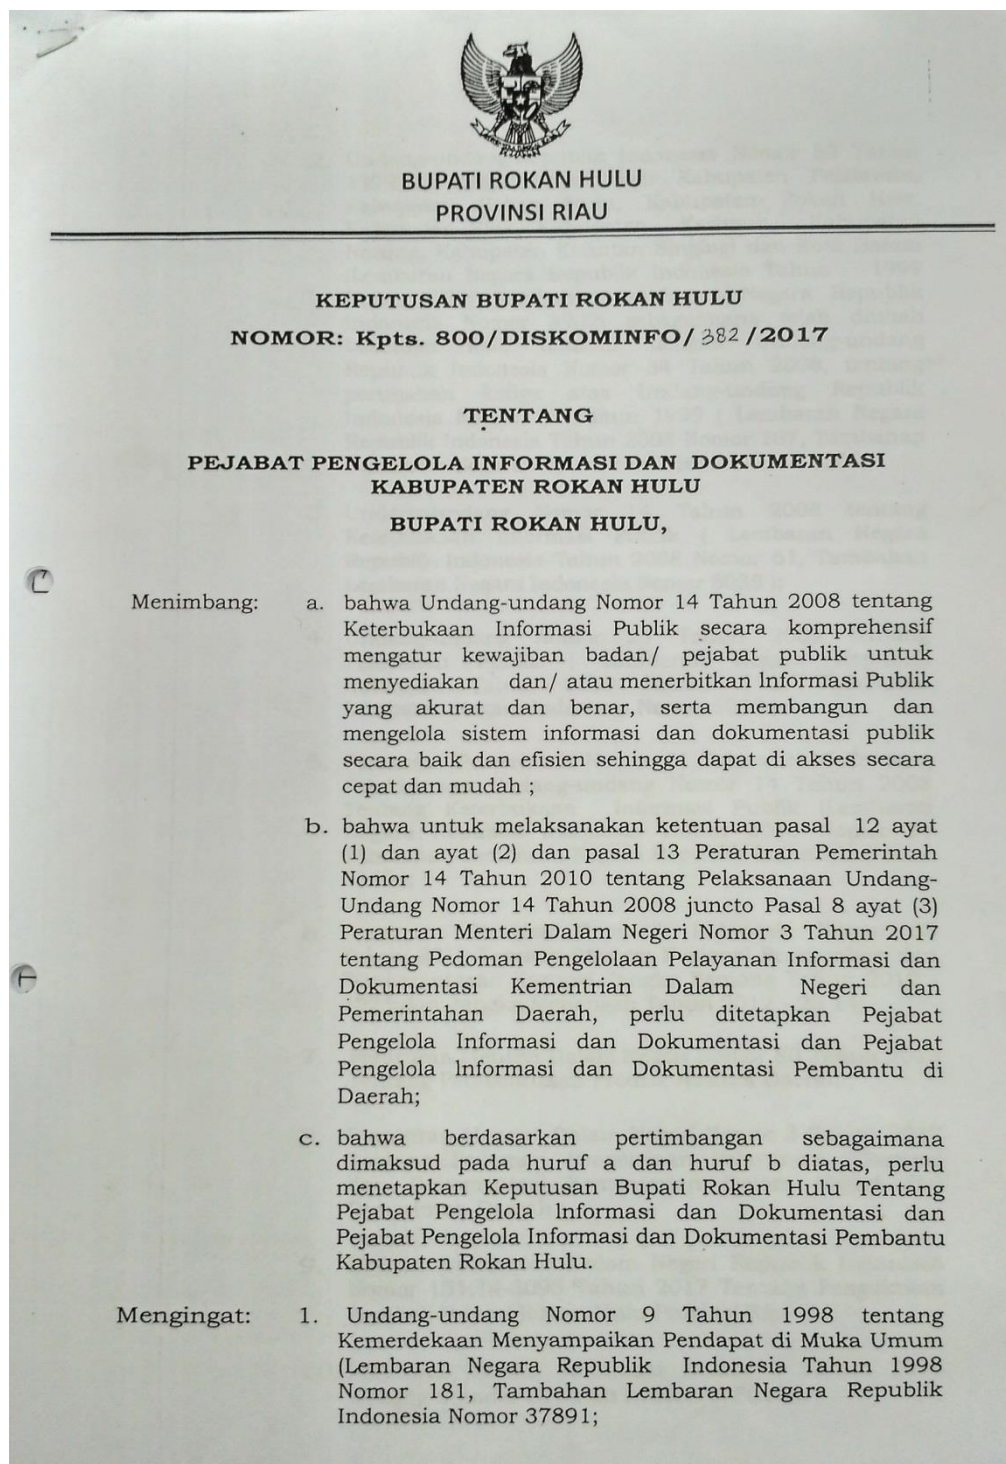 BUPATI ROKAN HULU
PROVINSI RIAU
KEPUTUSAN BUPATI ROKAN HULU
NOMOR: Kpts. 800/DISKOMINFO/382/2017
TENTANG
PEJABAT PENGELOLA INFORMASI DAN DOKUMENTASI
KABUPATEN ROKAN HULU
BUPATI ROKAN HULU,
Menimbang: a. bahwa Undang-undang Nomor 14 Tahun 2008 tentang
Keterbukaan Informasi Publik secara komprehensif
mengatur kewajiban badan/ pejabat publik untuk
menyediakan dan/ atau menerbitkan lnformasi Publik
yang akurat dan benar, serta membangun dan
mengelola sistem informasi dan dokumentasi publik
secara baik dan efisien sehingga dapat di akses secara
cepat dan mudah ;
b. bahwa untuk melaksanakan ketentuan pasal 12 ayat
(1) dan ayat (2) dan pasal 13 Peraturan Pemerintah
Nomor 14 Tahun 2010 tentang Pelaksanaan Undang-
Undang Nomor 14 Tahun 2008 juncto Pasal 8 ayat (3)
Peraturan Menteri Dalam Negeri Nomor 3 Tahun 2017
tentang Pedoman Pengelolaan Pelayanan Informasi dan
Dokumentasi Kementrian Dalam Negeri dan
Pemerintahan Daerah, perlu ditetapkan Pejabat
Pengelola Informasi dan Dokumentasi dan Pejabat
Pengelola lnformasi dan Dokumentasi Pembantu di
Daerah;
c. bahwa berdasarkan pertimbangan sebagaimana
dimaksud pada huruf a dan huruf b diatas, perlu
menetapkan Keputusan Bupati Rokan Hulu Tentang
Pejabat Pengelola lnformasi dan Dokumentasi dan
Pejabat Pengelola Informasi dan Dokumentasi Pembantu
Kabupaten Rokan Hulu.
Mengingat: 1. Undang-undang Nomor 9 Tahun 1998 tentang
Kemerdekaan Menyampaikan Pendapat di Muka Umum
(Lembaran Negara Republik Indonesia Tahun 1998
Nomor 181, Tambahan Lembaran Negara Republik
Indonesia Nomor 37891;